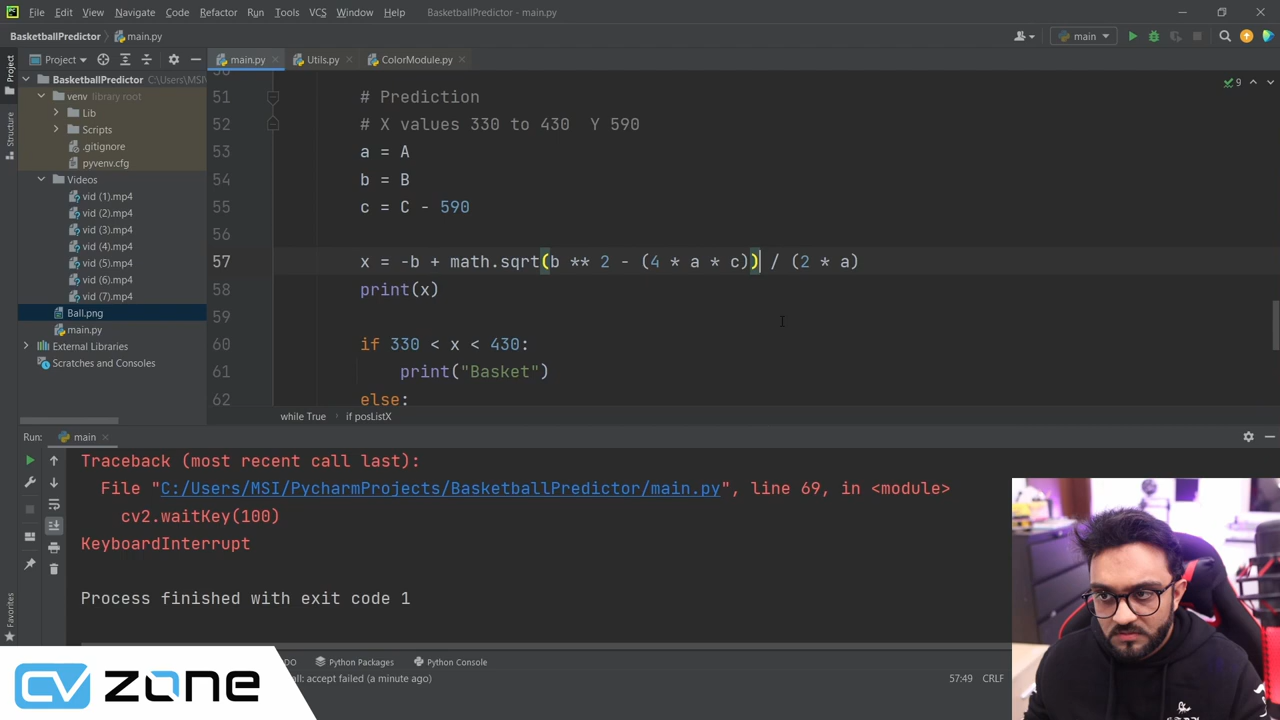 File Edit View Navigate Code Refactor Run Tools VCS Window Help BasketballPredictor - main.py
BasketballPredictor main.py main
Project main.py Utils.py ColorModule.py
Project
Structure
Favorites
BasketballPredictor C:\Users\MSI\
venv library root
Lib
Scripts
.gitignore
pyvenv.cfg
Videos
vid (1).mp4
vid (2).mp4
vid (3).mp4
vid (4).mp4
vid (5).mp4
vid (6).mp4
vid (7).mp4
Ball.png
main.py
External Libraries
Scratches and Consoles
9
51 # Prediction
52 # X values 330 to 430 Y 590
53 a = A
54 b = B
55 c = C - 590
56
57 x = -b + math.sqrt(b ** 2 - (4 * a * c)) / (2 * a)
58 print(x)
59
60 if 330 < x < 430:
61 print("Basket")
62 else:
while True if posListX
Run: main
Traceback (most recent call last):
File "C:/Users/MSI/PycharmProjects/BasketballPredictor/main.py", line 69, in <module>
cv2.waitKey(100)
KeyboardInterrupt
Process finished with exit code 1
Python Packages Python Console
accept failed (a minute ago) 57:49 CRLF
CV ZONE